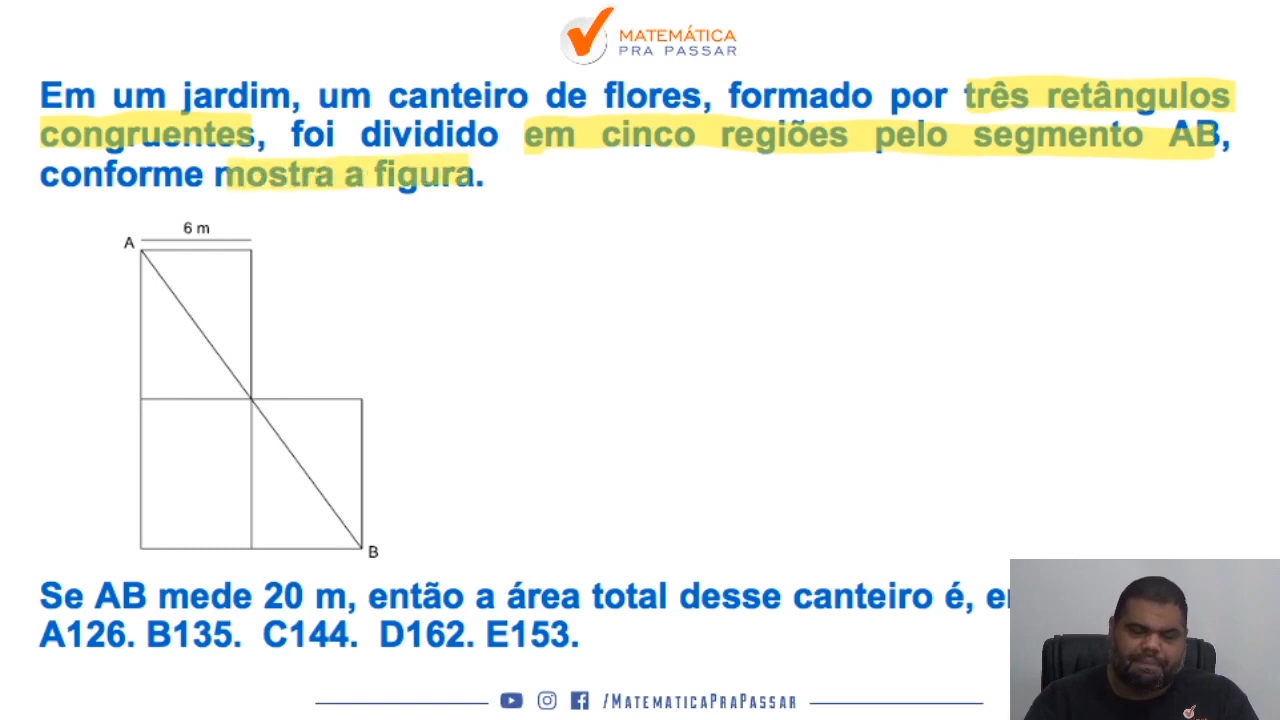 MATEMÁTICA
PRA PASSAR
Em um jardim, um canteiro de flores, formado por três retângulos
congruentes, foi dividido em cinco regiões pelo segmento AB,
conforme mostra a figura.
6 m
A
B
Se AB mede 20 m, então a área total desse canteiro é,
A126. B135. C144. D162. E153.
/MATEMATICAPRAPASSAR